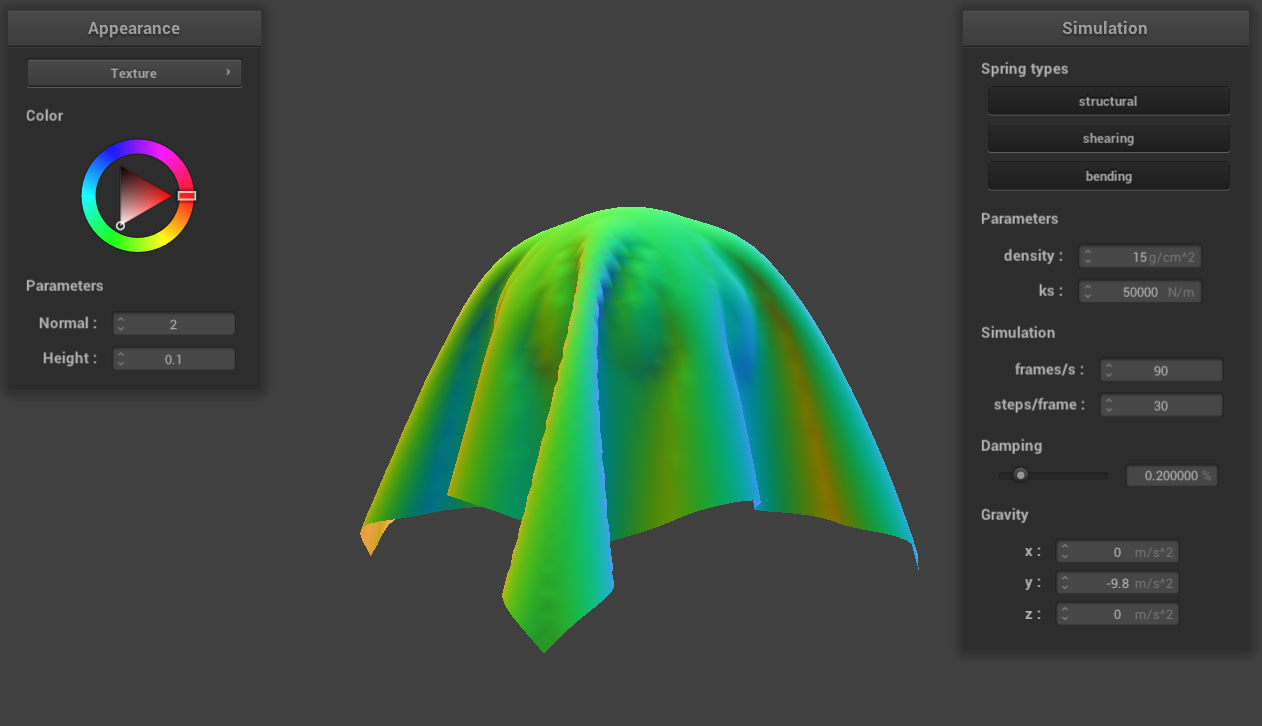 Appearance
Texture
Color
Parameters
Normal : 2
Height : 0.1
Simulation
Spring types
structural
shearing
bending
Parameters
density : 15 g/cm^2
ks : 50000 N/m
Simulation
frames/s : 90
steps/frame : 30
Damping
0.200000 %
Gravity
x : 0 m/s^2
y : -9.8 m/s^2
z : 0 m/s^2